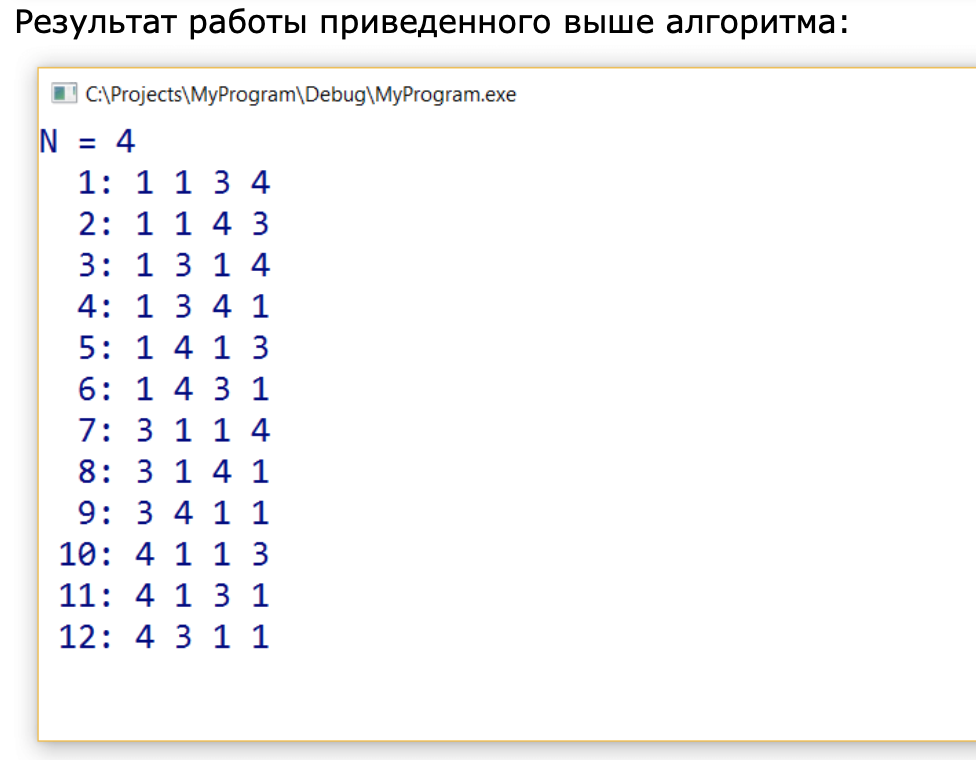 Результат работы приведенного выше алгоритма:
C:\Projects\MyProgram\Debug\MyProgram.exe
N = 4
1: 1 1 3 4
2: 1 1 4 3
3: 1 3 1 4
4: 1 3 4 1
5: 1 4 1 3
6: 1 4 3 1
7: 3 1 1 4
8: 3 1 4 1
9: 3 4 1 1
10: 4 1 1 3
11: 4 1 3 1
12: 4 3 1 1